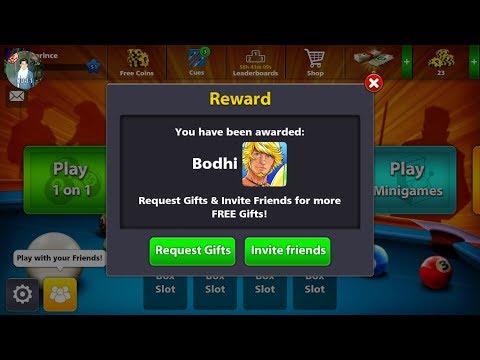 Free Coins
Cues
Leaderboards
Shop
23
Reward
You have been awarded:
Bodhi
Request Gifts & Invite Friends for more
FREE Gifts!
Request Gifts
Invite friends
Play
1 on 1
Play
Minigames
Play with your Friends!
Box
Slot
Box
Slot
Box
Slot
Box
Slot
3